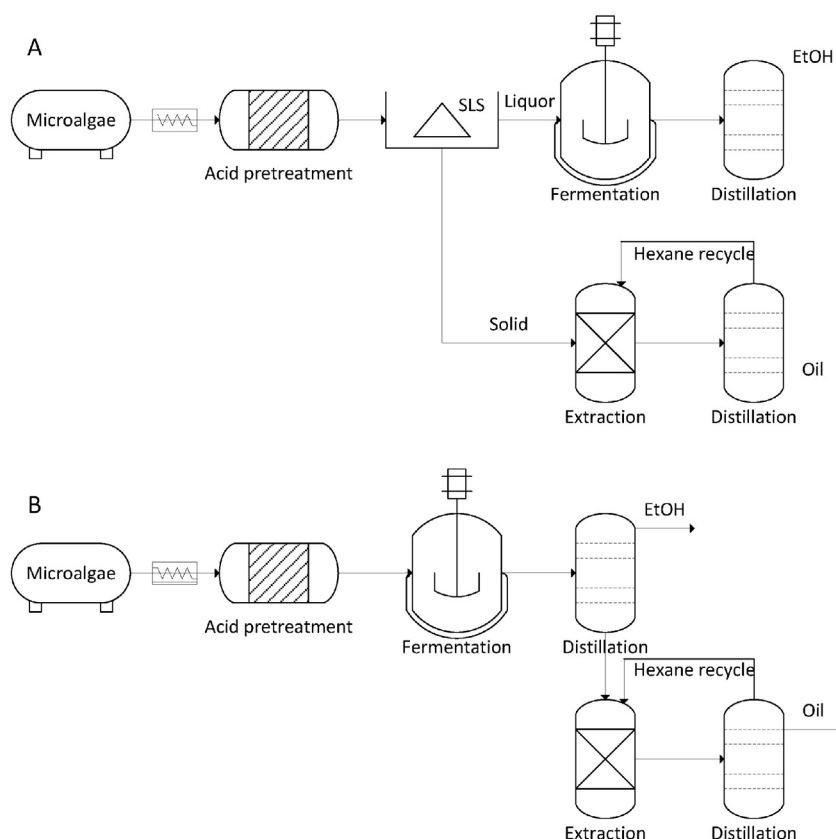 A
EtOH
Microalgae
SLS
Liquor
Acid pretreatment
Fermentation
Distillation
Hexane recycle
Solid
Oil
Extraction
Distillation
B
EtOH
Microalgae
Acid pretreatment
Fermentation
Distillation
Hexane recycle
Oil
Extraction
Distillation